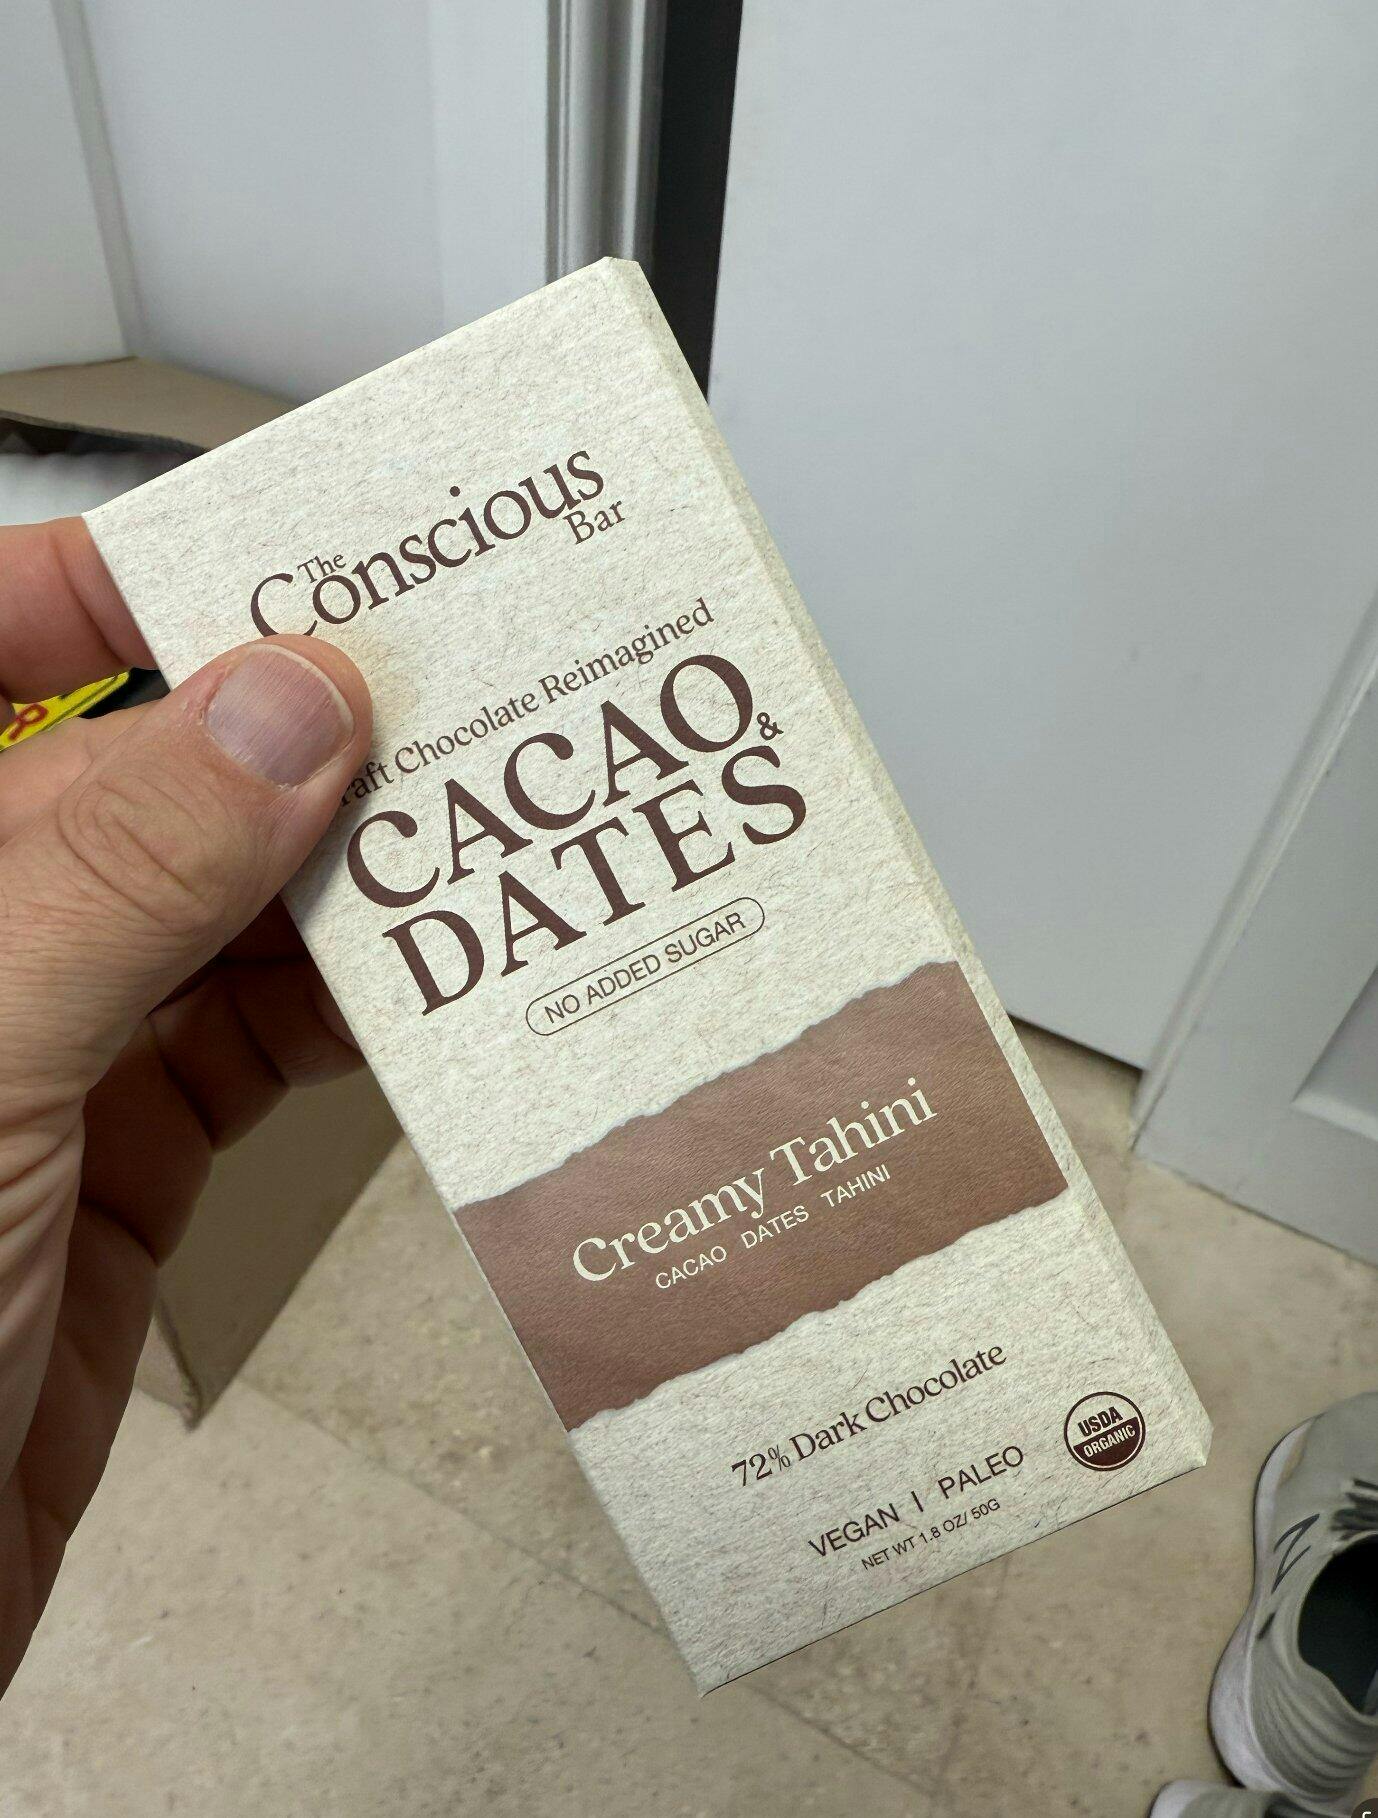 The
Conscious
Bar
Chocolate Reimagined
CACAO
&
DATES
NO ADDED SUGAR
Creamy Tahini
CACAO DATES TAHINI
72% Dark Chocolate
VEGAN | PALEO
NET WT 1.8 OZ/ 50G
USDA
ORGANIC